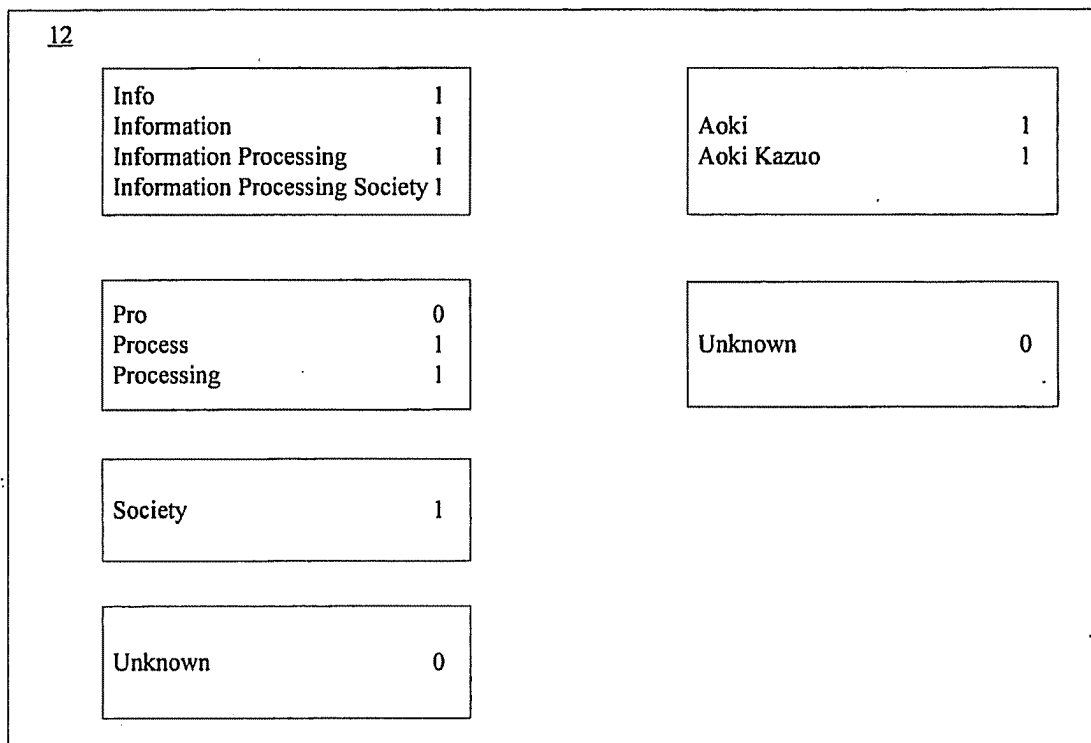 12
Info 1
Information 1
Information Processing 1
Information Processing Society 1
Pro 0
Process 1
Processing 1
Society 1
Unknown 0
Aoki 1
Aoki Kazuo 1
Unknown 0